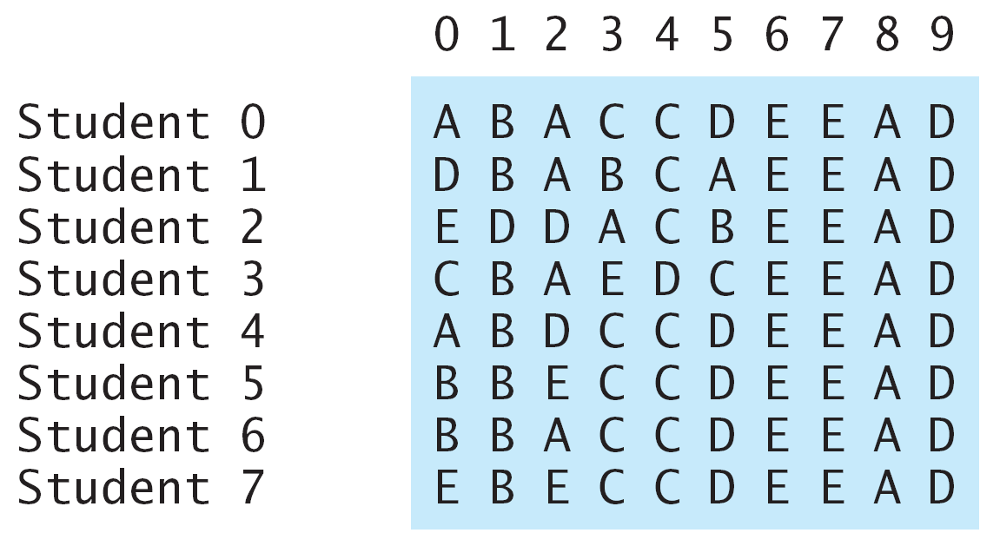 0 1 2 3 4 5 6 7 8 9
Student 0 A B A C C D E E A D
Student 1 D B A B C A E E A D
Student 2 E D D A C B E E A D
Student 3 C B A E D C E E A D
Student 4 A B D C C D E E A D
Student 5 B B E C C D E E A D
Student 6 B B A C C D E E A D
Student 7 E B E C C D E E A D